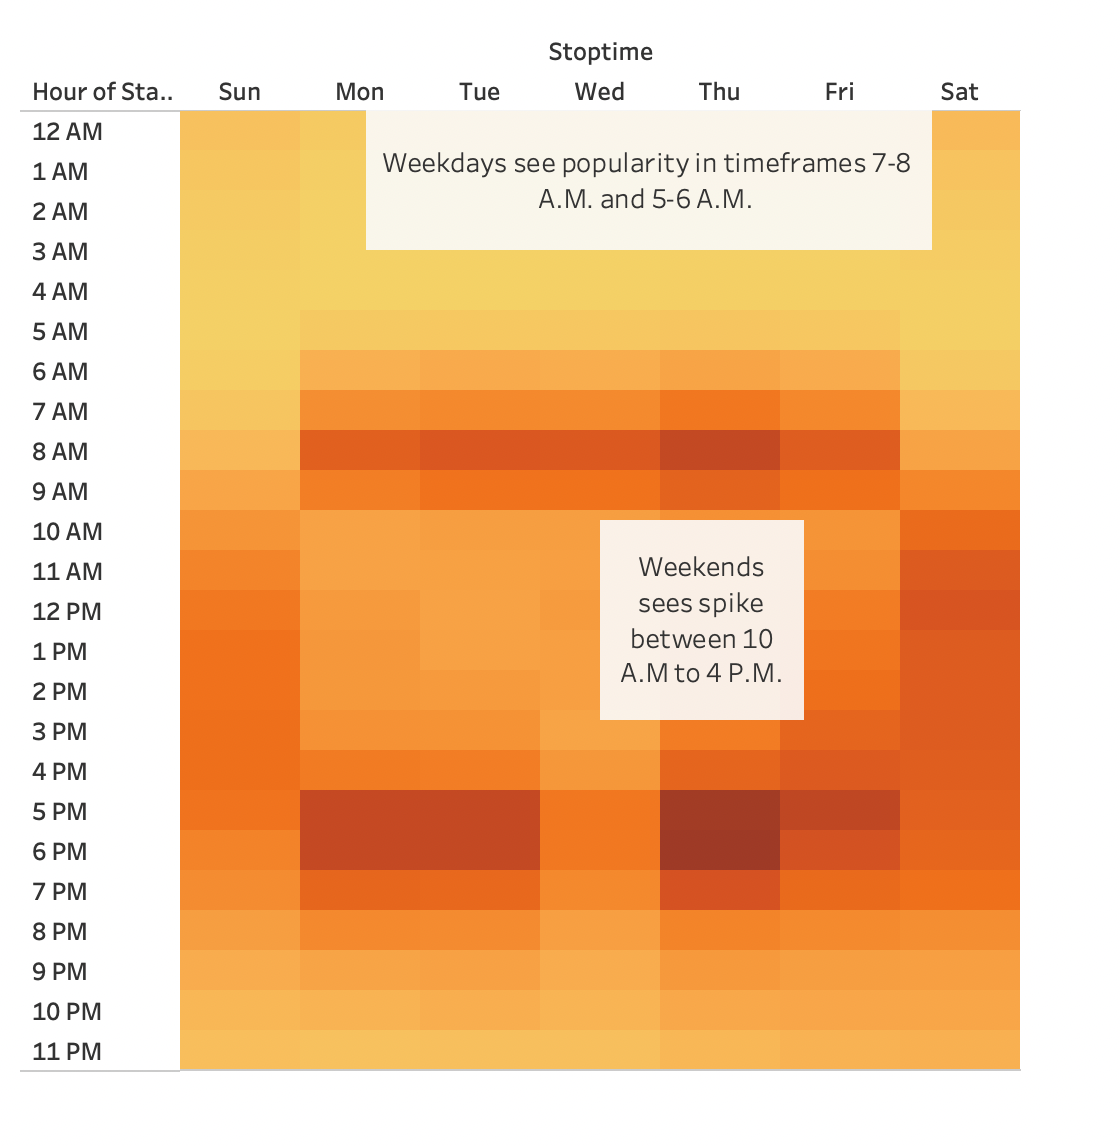 Stoptime
Hour of Sta.. Sun Mon Tue Wed Thu Fri Sat
12 AM
Weekdays see popularity in timeframes 7-8
A.M. and 5-6 A.M.
1 AM
2 AM
3 AM
4 AM
5 AM
6 AM
7 AM
8 AM
9 AM
10 AM
Weekends
sees spike
between 10
A.M to 4 P.M.
11 AM
12 PM
1 PM
2 PM
3 PM
4 PM
5 PM
6 PM
7 PM
8 PM
9 PM
10 PM
11 PM